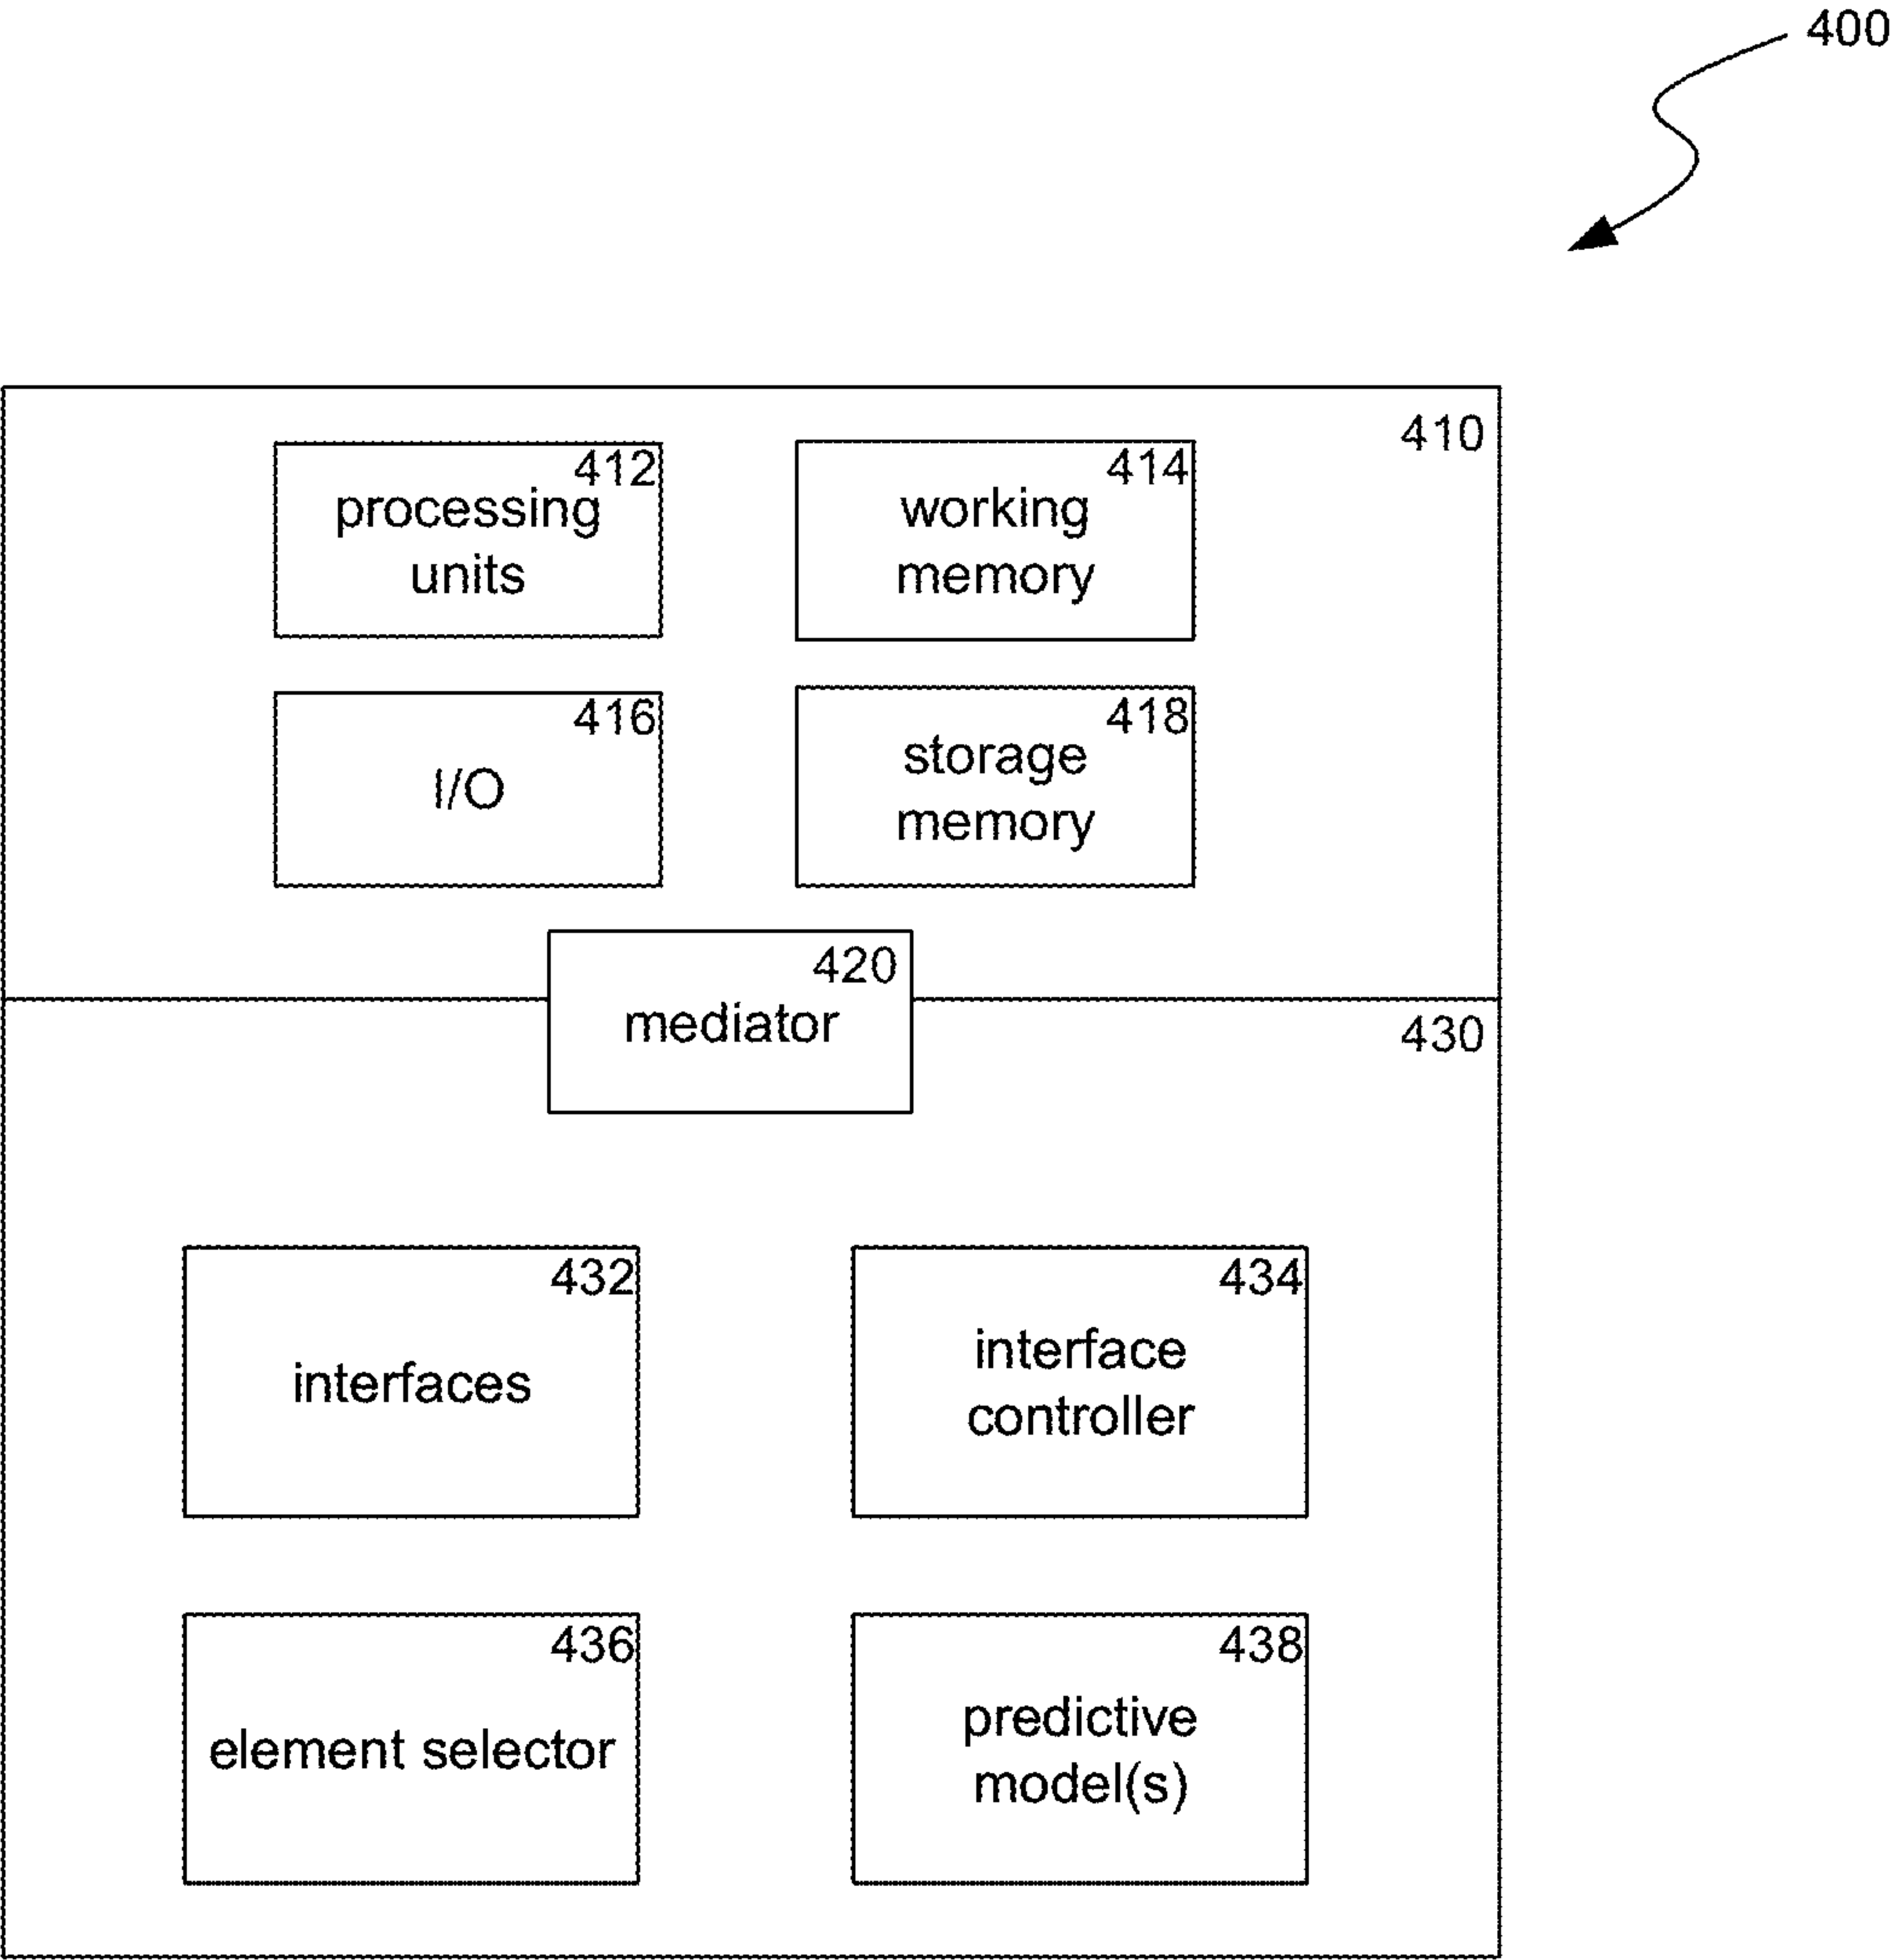 400
410
412
processing
units
414
working
memory
416
I/O
418
storage
memory
420
mediator
430
432
interfaces
434
interface
controller
436
element selector
438
predictive
model(s)